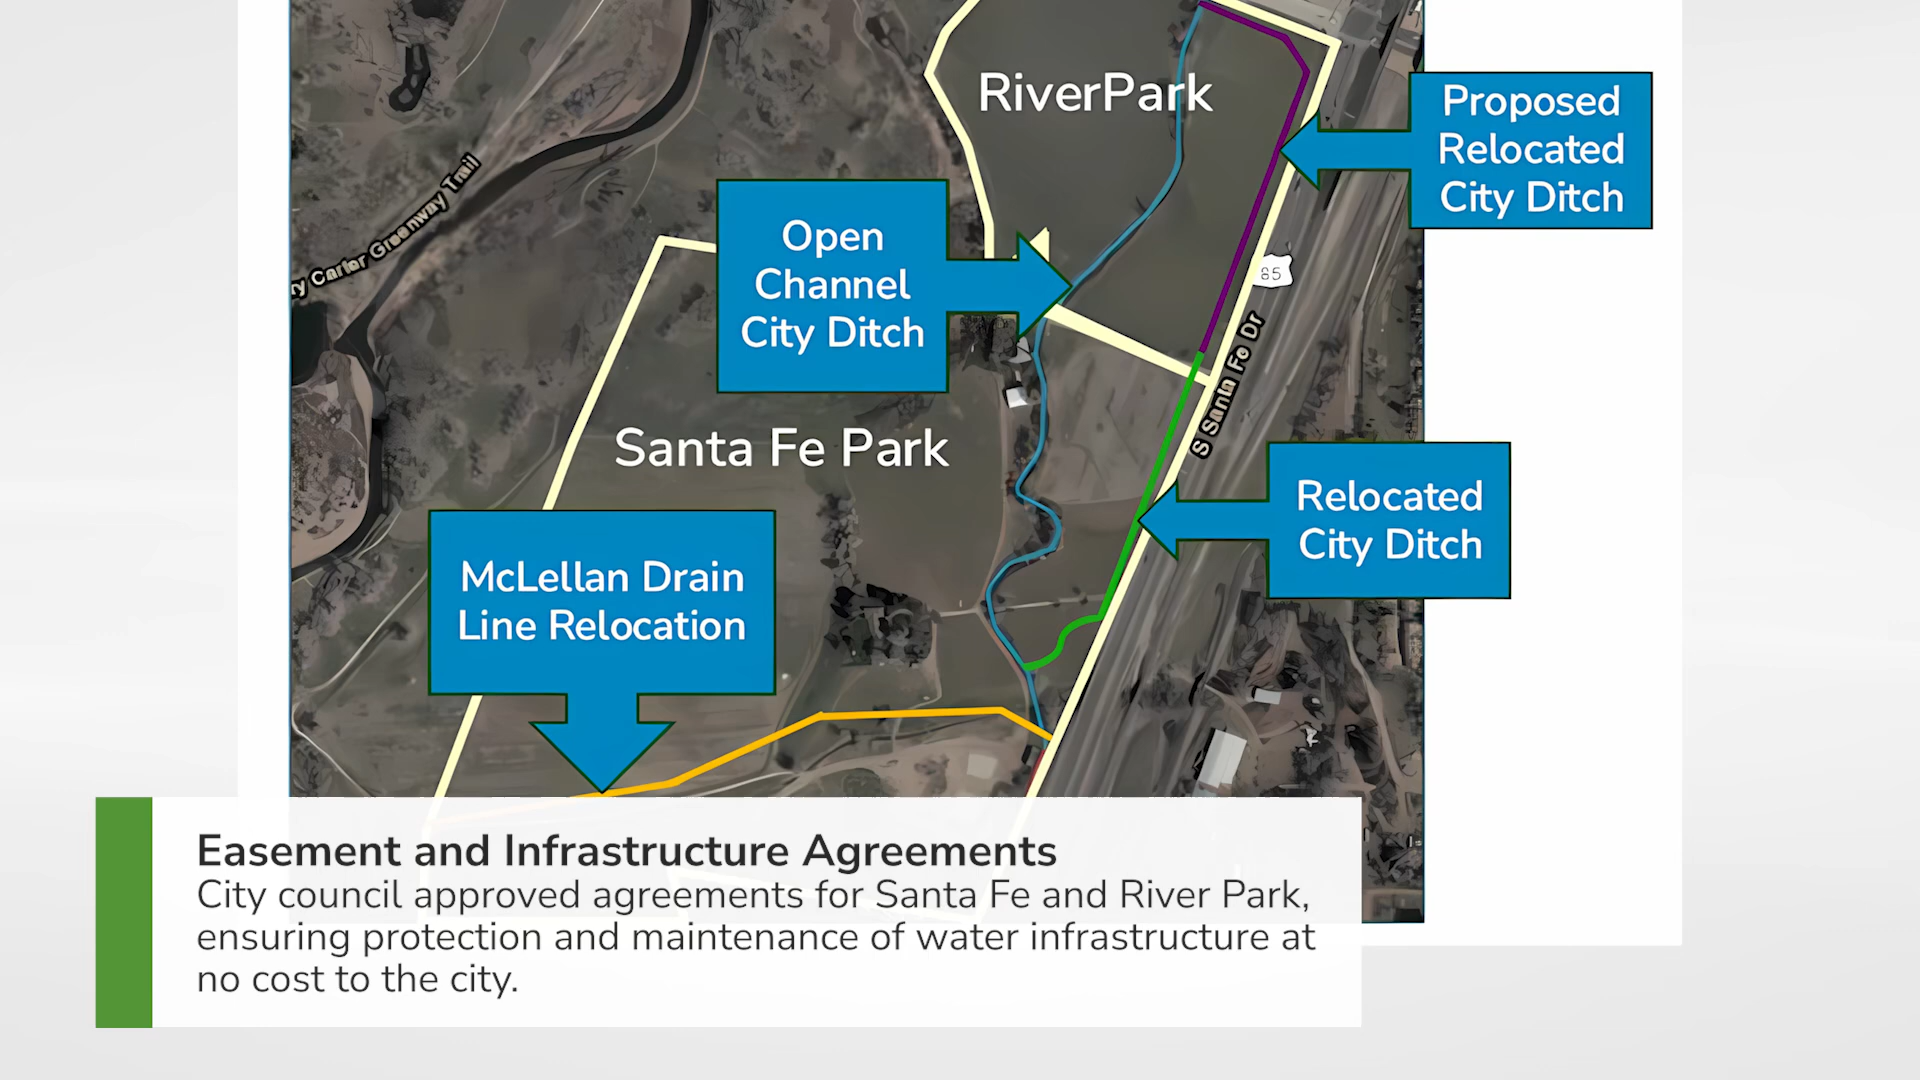 RiverPark
Proposed
Relocated
City Ditch
ry Carter Greenway Trail
Open
Channel
City Ditch
85
S Santa Fe Dr
Santa Fe Park
Relocated
City Ditch
McLellan Drain
Line Relocation
Easement and Infrastructure Agreements
City council approved agreements for Santa Fe and River Park,
ensuring protection and maintenance of water infrastructure at
no cost to the city.